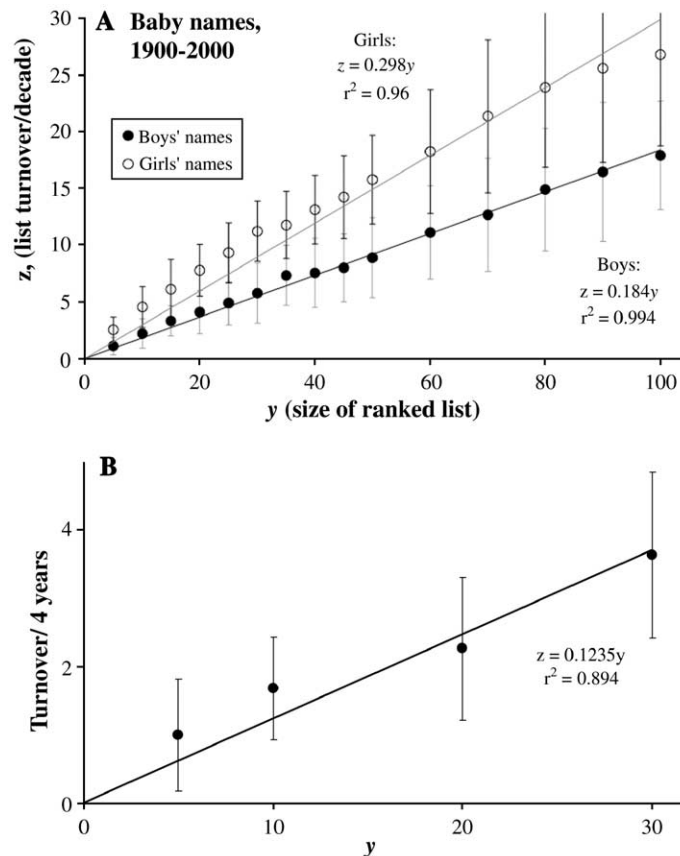 A Baby names,
1900-2000
Girls:
z = 0.298y
r² = 0.96
Boys' names
Girls' names
Boys:
z = 0.184y
r² = 0.994
z, (list turnover/decade)
30
25
20
15
10
5
0
0 20 40 60 80 100
y (size of ranked list)
B
Turnover/ 4 years
4
2
0
z = 0.1235y
r² = 0.894
0 10 20 30
y